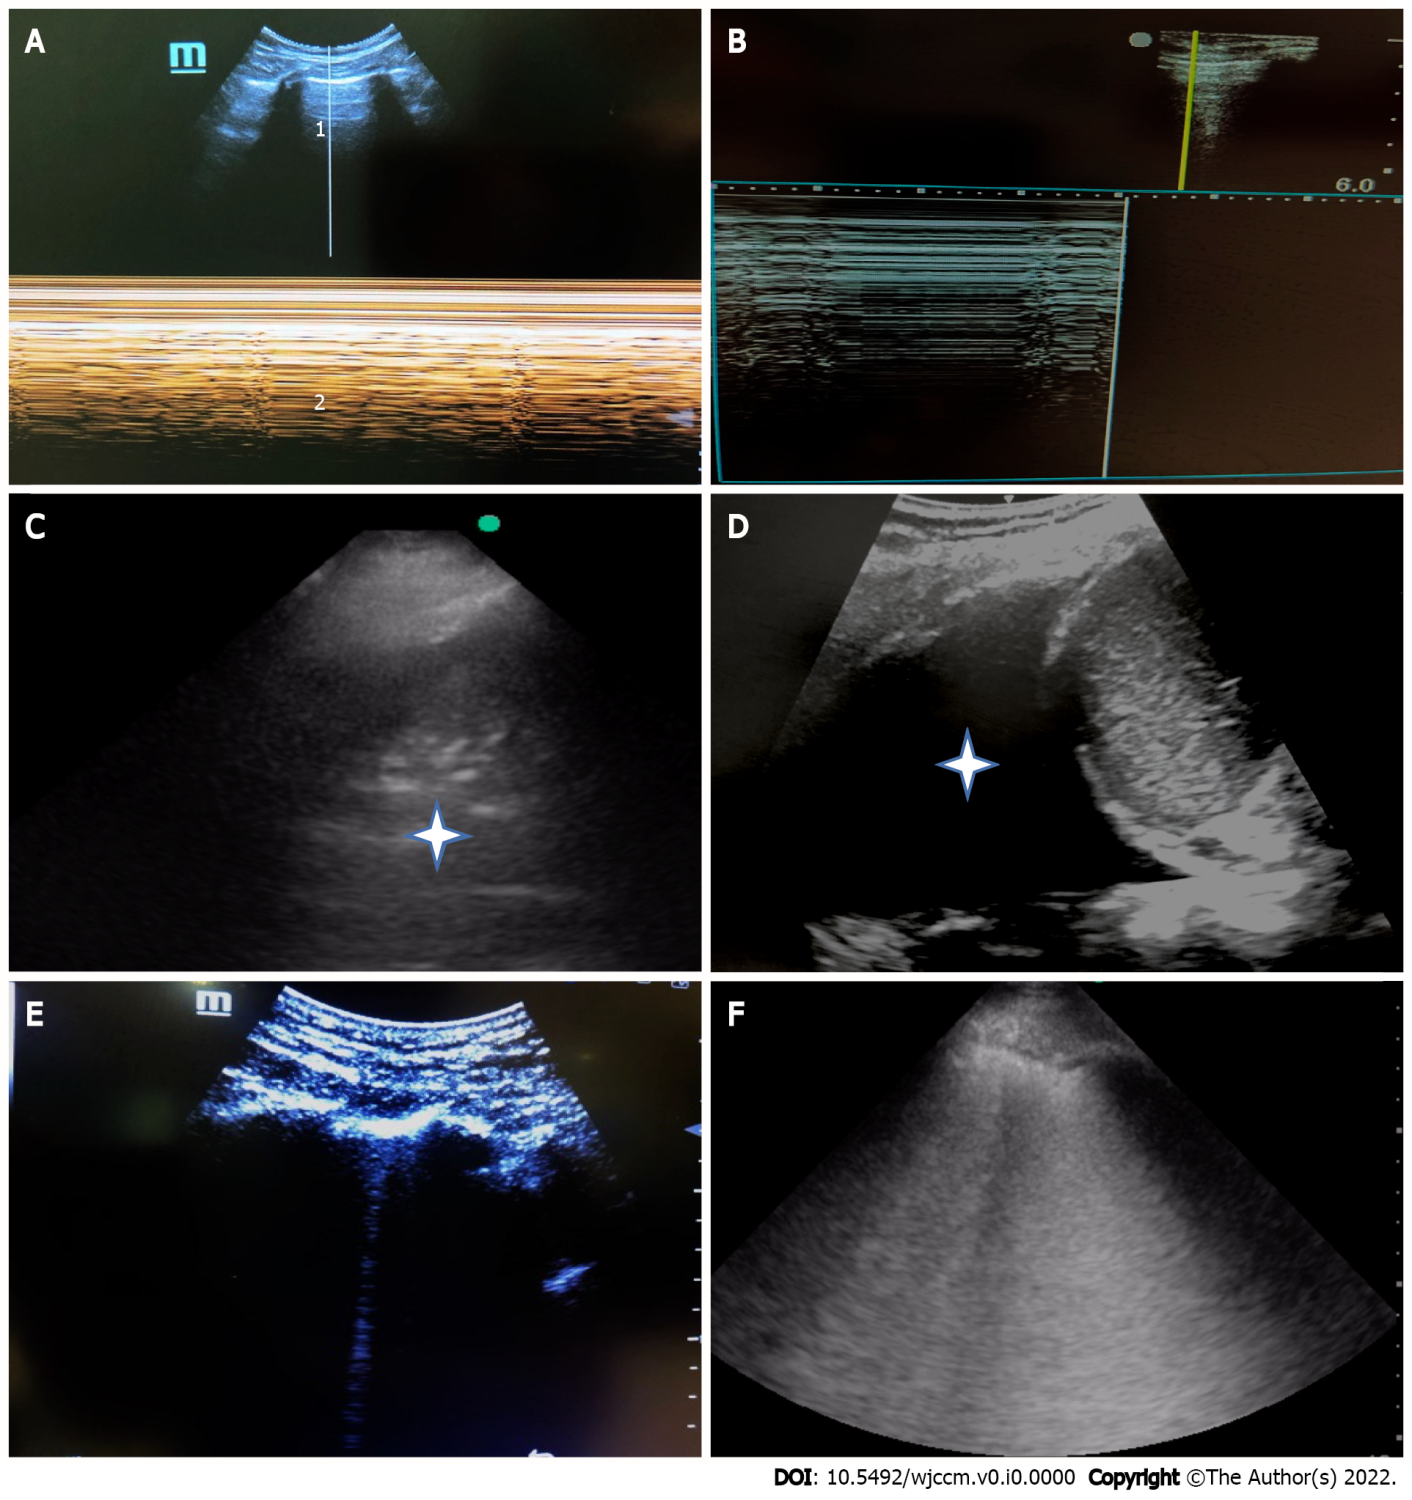 A
m
1
2
B
6.0
C
D
E
m
F
DOI: 10.5492/wjccm.v0.i0.0000 Copyright ©The Author(s) 2022.